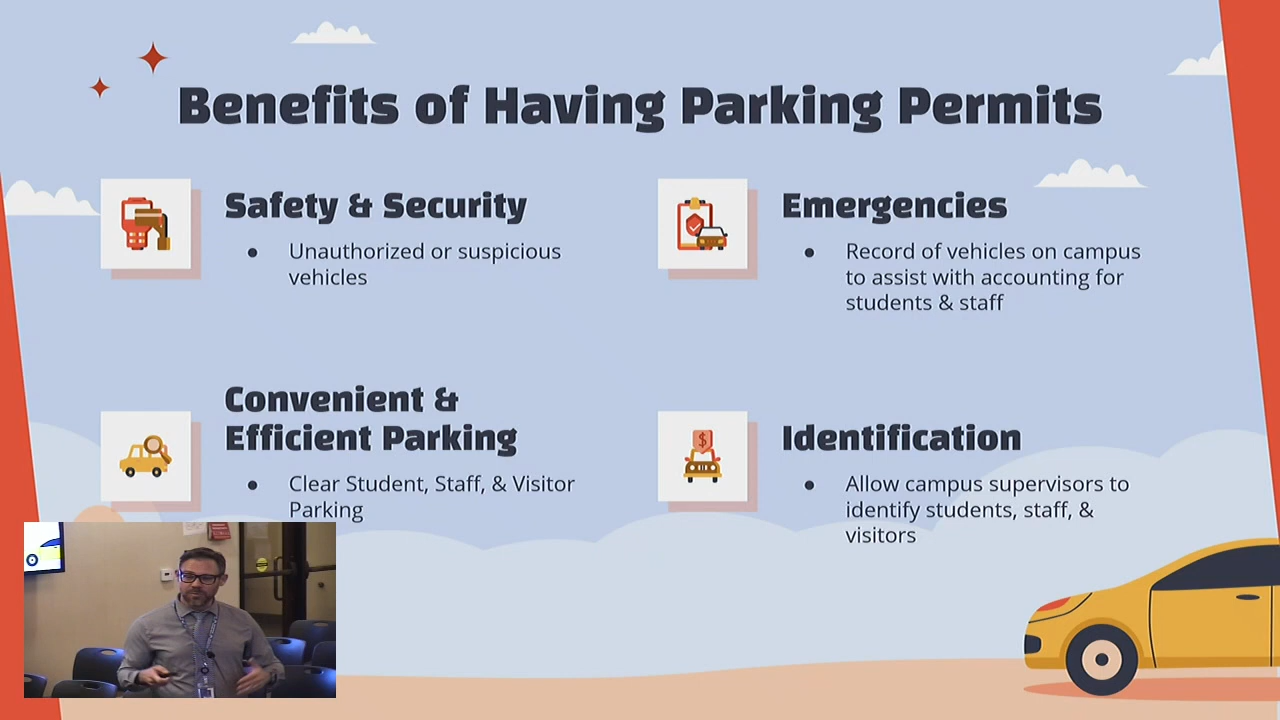 Benefits of Having Parking Permits
Safety & Security
● Unauthorized or suspicious
vehicles
Emergencies
● Record of vehicles on campus
to assist with accounting for
students & staff
Convenient &
Efficient Parking
● Clear Student, Staff, & Visitor
Parking
$
Identification
● Allow campus supervisors to
identify students, staff, &
visitors